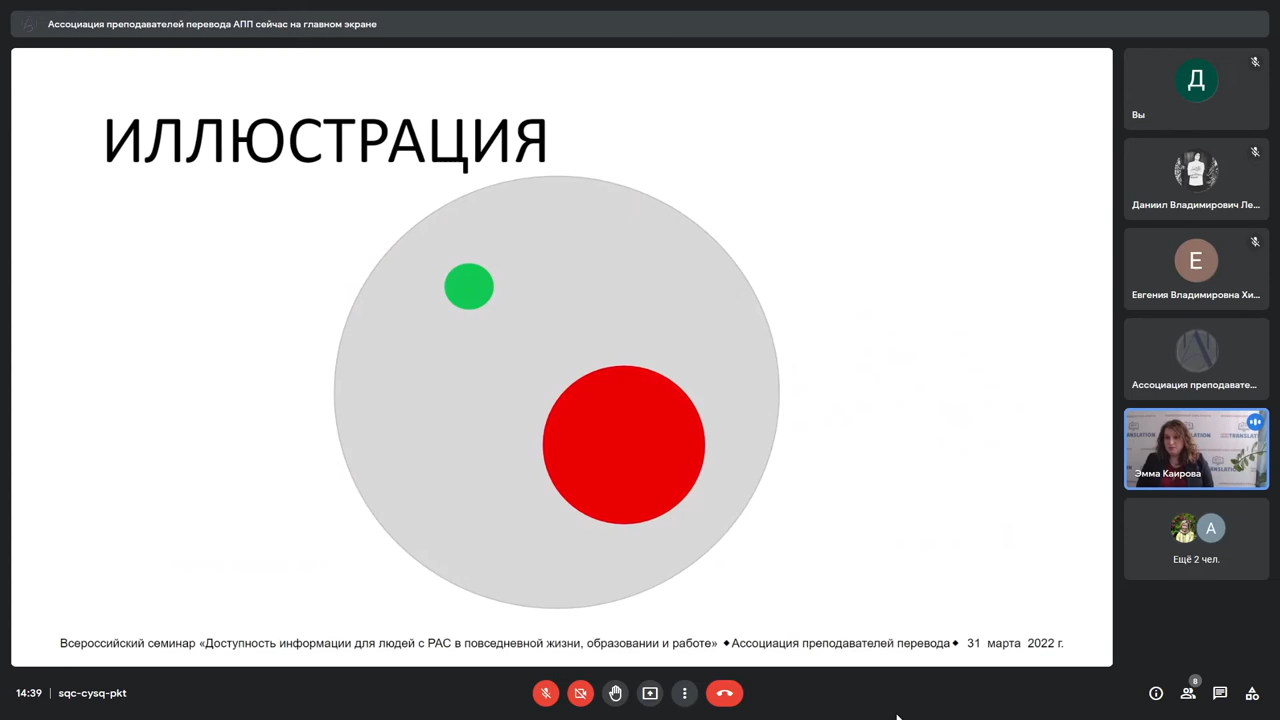 Ассоциация преподавателей перевода АПП сейчас на главном экране
ИЛЛЮСТРАЦИЯ
Всероссийский семинар «Доступность информации для людей с РАС в повседневной жизни, образовании и работе» ◆Ассоциация преподавателей перевода◆ 31 марта 2022 г.
Д
Вы
Даниил Владимирович Ле...
Е
Евгения Владимировна Хи...
Ассоциация преподавате...
TRANSLATION
Эмма Каирова
А
Ещё 2 чел.
14:39 | sqc-cysq-pkt
8